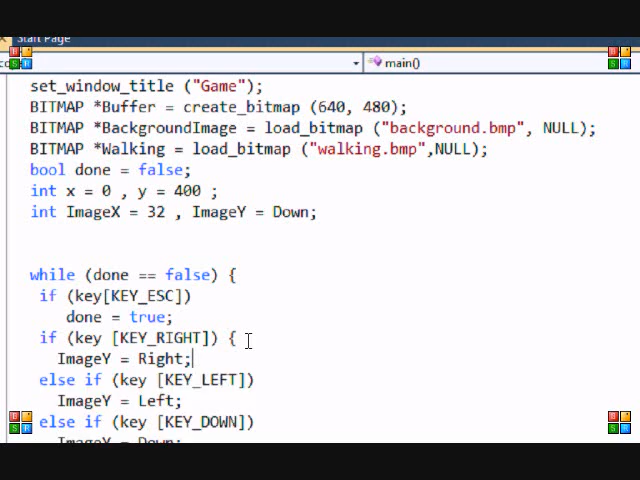 Start Page
main()
set_window_title ("Game");
BITMAP *Buffer = create_bitmap (640, 480);
BITMAP *BackgroundImage = load_bitmap ("background.bmp", NULL);
BITMAP *Walking = load_bitmap ("walking.bmp",NULL);
bool done = false;
int x = 0 , y = 400 ;
int ImageX = 32 , ImageY = Down;
while (done == false) {
if (key[KEY_ESC])
done = true;
if (key [KEY_RIGHT]) {
ImageY = Right;
else if (key [KEY_LEFT])
ImageY = Left;
else if (key [KEY_DOWN])
ImageY = Down;